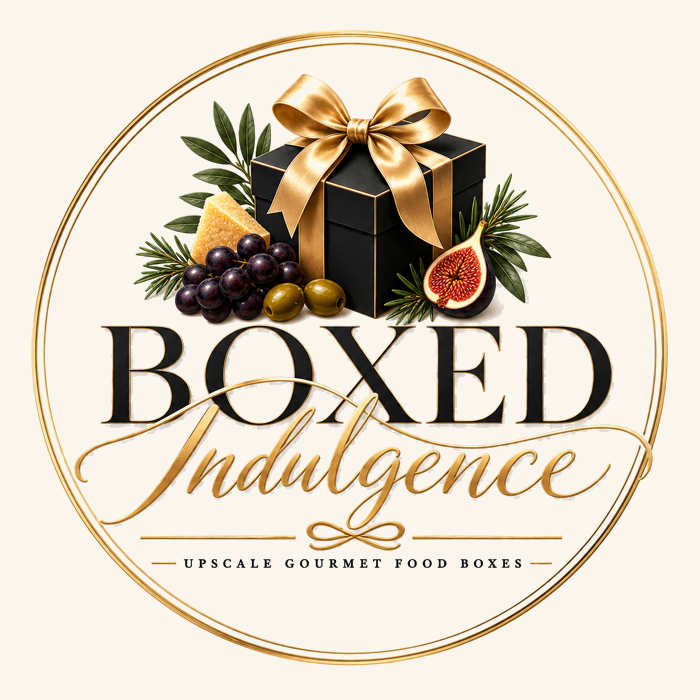 BOXED
Indulgence
UPSCALE GOURMET FOOD BOXES